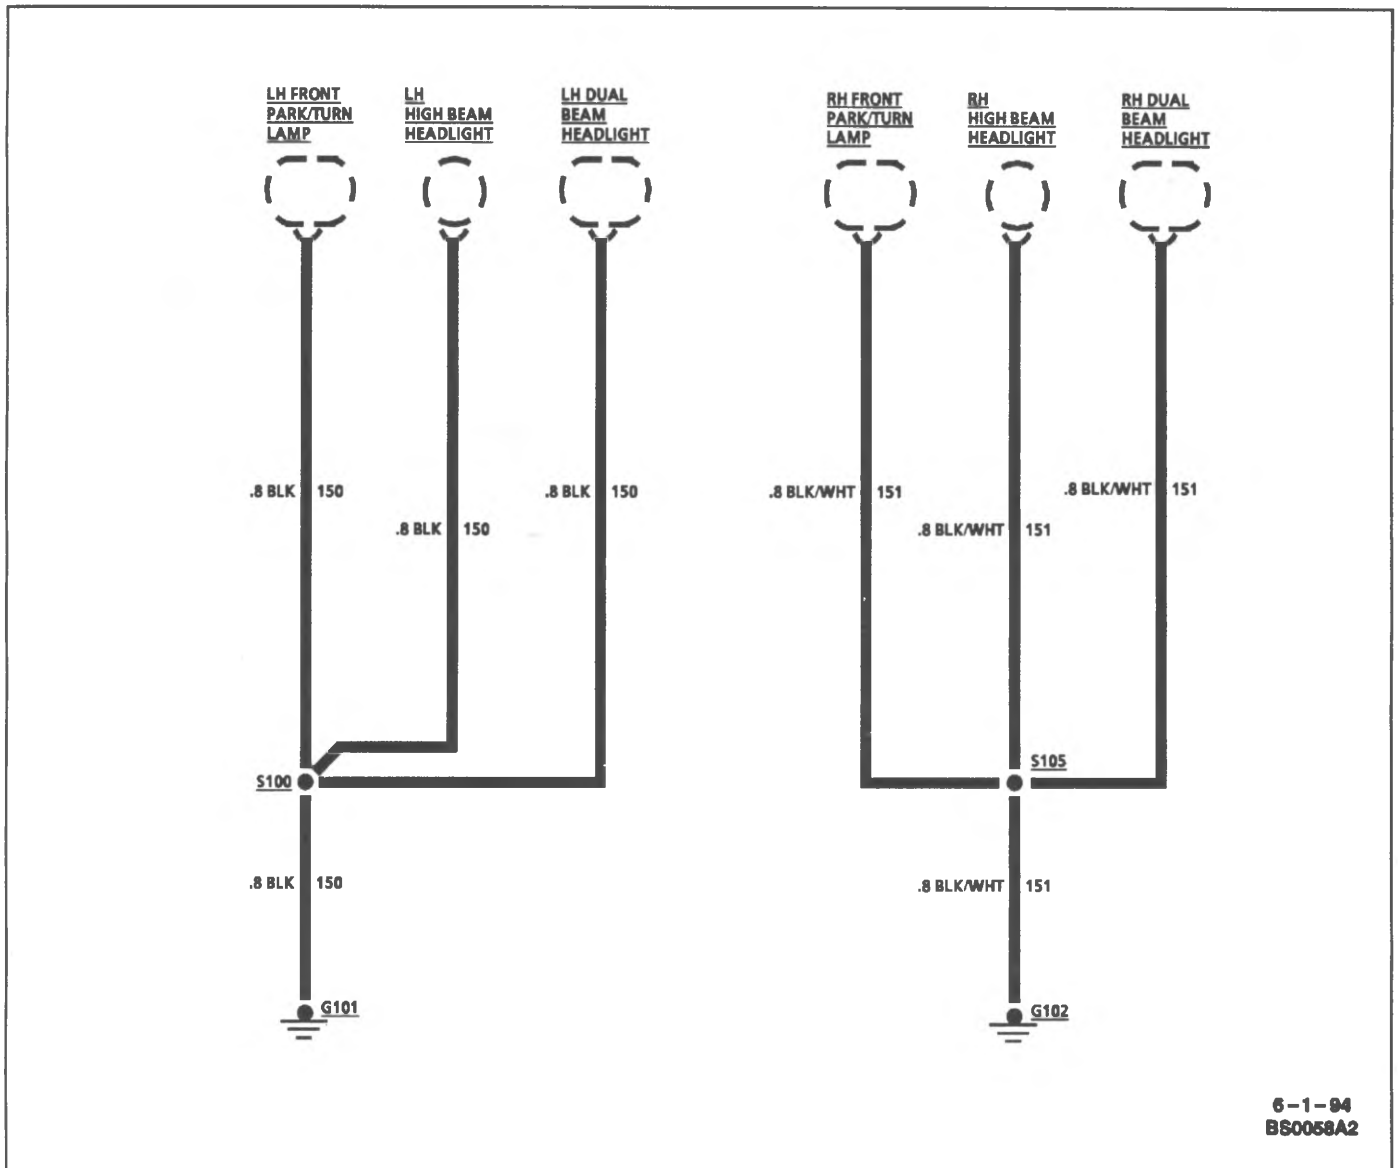 LH FRONT
PARK/TURN
LAMP
LH
HIGH BEAM
HEADLIGHT
LH DUAL
BEAM
HEADLIGHT
RH FRONT
PARK/TURN
LAMP
RH
HIGH BEAM
HEADLIGHT
RH DUAL
BEAM
HEADLIGHT
.8 BLK 150
.8 BLK 150
.8 BLK 150
.8 BLK/WHT 151
.8 BLK/WHT 151
.8 BLK/WHT 151
S100
S105
.8 BLK 150
.8 BLK/WHT 151
G101
G102
6-1-94
BS0058A2